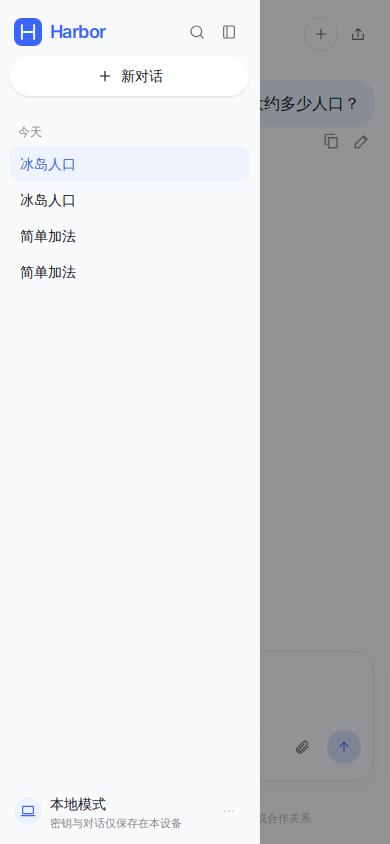 Harbor
新对话
大约多少人口？
今天
冰岛人口
冰岛人口
简单加法
简单加法
本地模式
密钥与对话仅保存在本设备
或合作关系